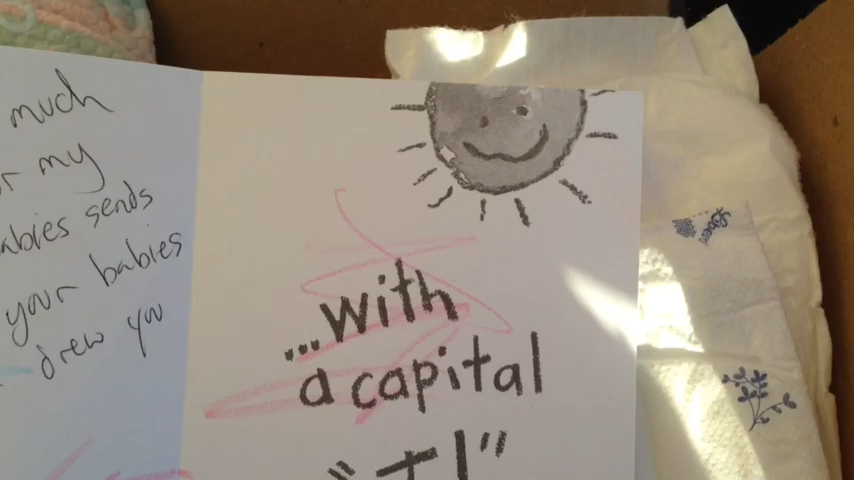 much
my
abies sends
your babies
drew you
...with
a capital